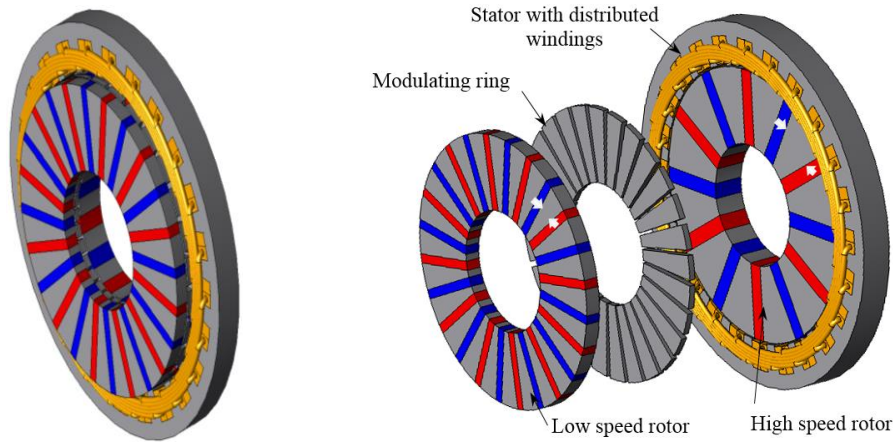 Stator with distributed
windings
Modulating ring
Low speed rotor
High speed rotor